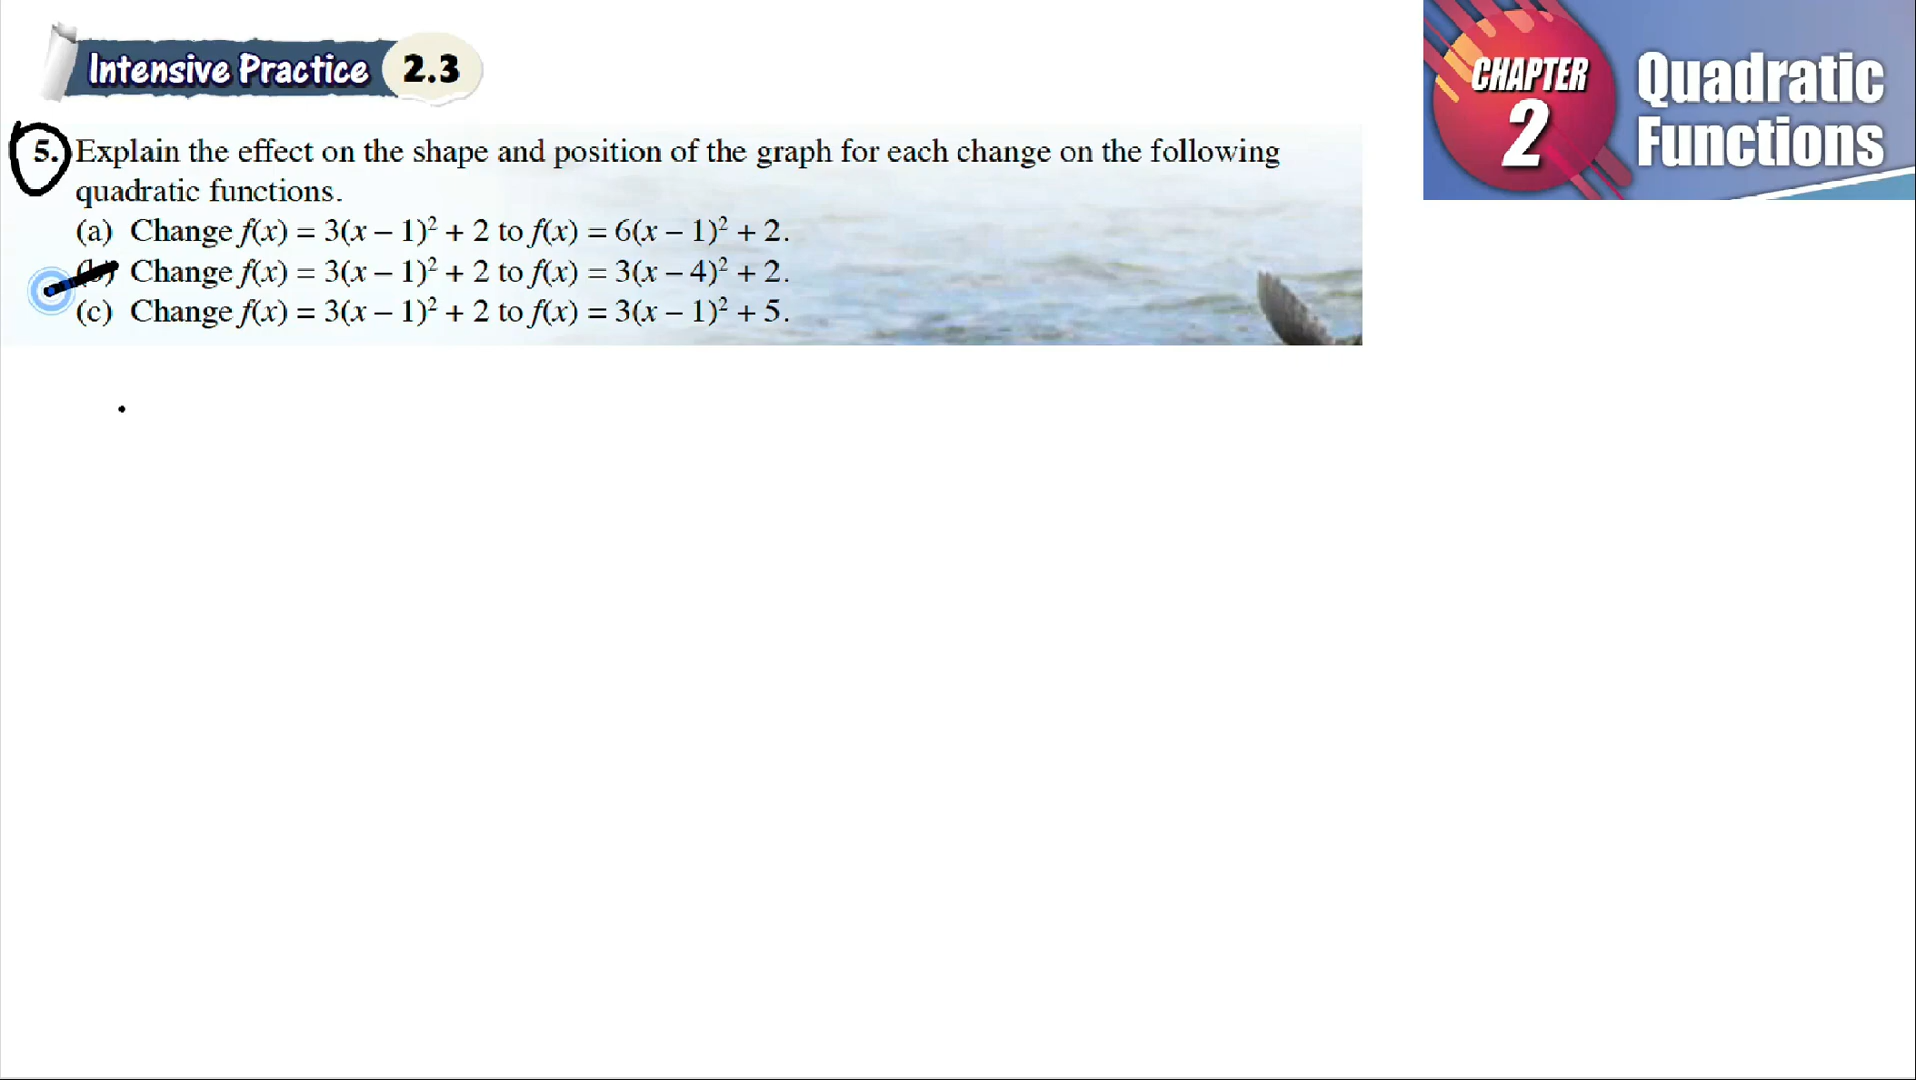 Intensive Practice 2.3
CHAPTER 2
Quadratic
Functions
5. Explain the effect on the shape and position of the graph for each change on the following
quadratic functions.
(a) Change f(x) = 3(x – 1)² + 2 to f(x) = 6(x – 1)² + 2.
(b) Change f(x) = 3(x – 1)² + 2 to f(x) = 3(x – 4)² + 2.
(c) Change f(x) = 3(x – 1)² + 2 to f(x) = 3(x – 1)² + 5.